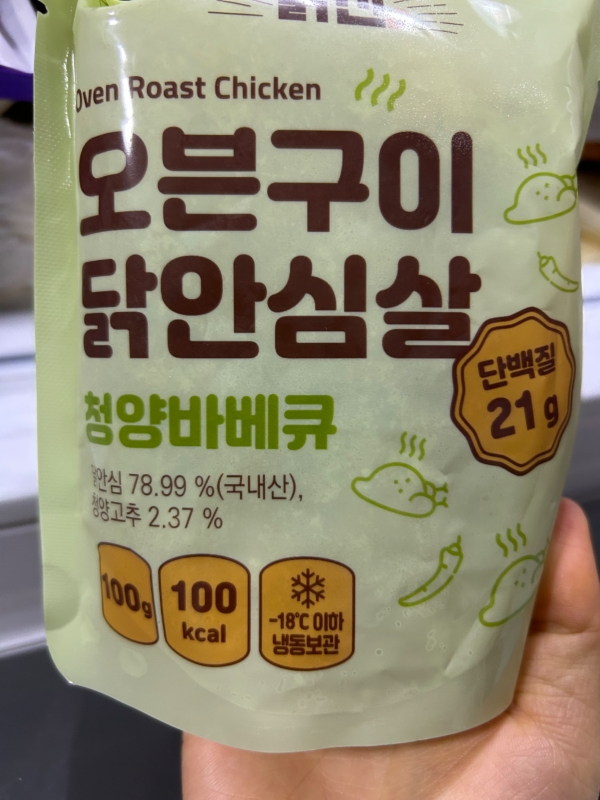 Oven Roast Chicken
오븐구이
닭안심살
단백질
21 g
청양바베큐
닭안심 78.99 %(국내산),
청양고추 2.37 %
100g
100
kcal
-18℃ 이하
냉동보관